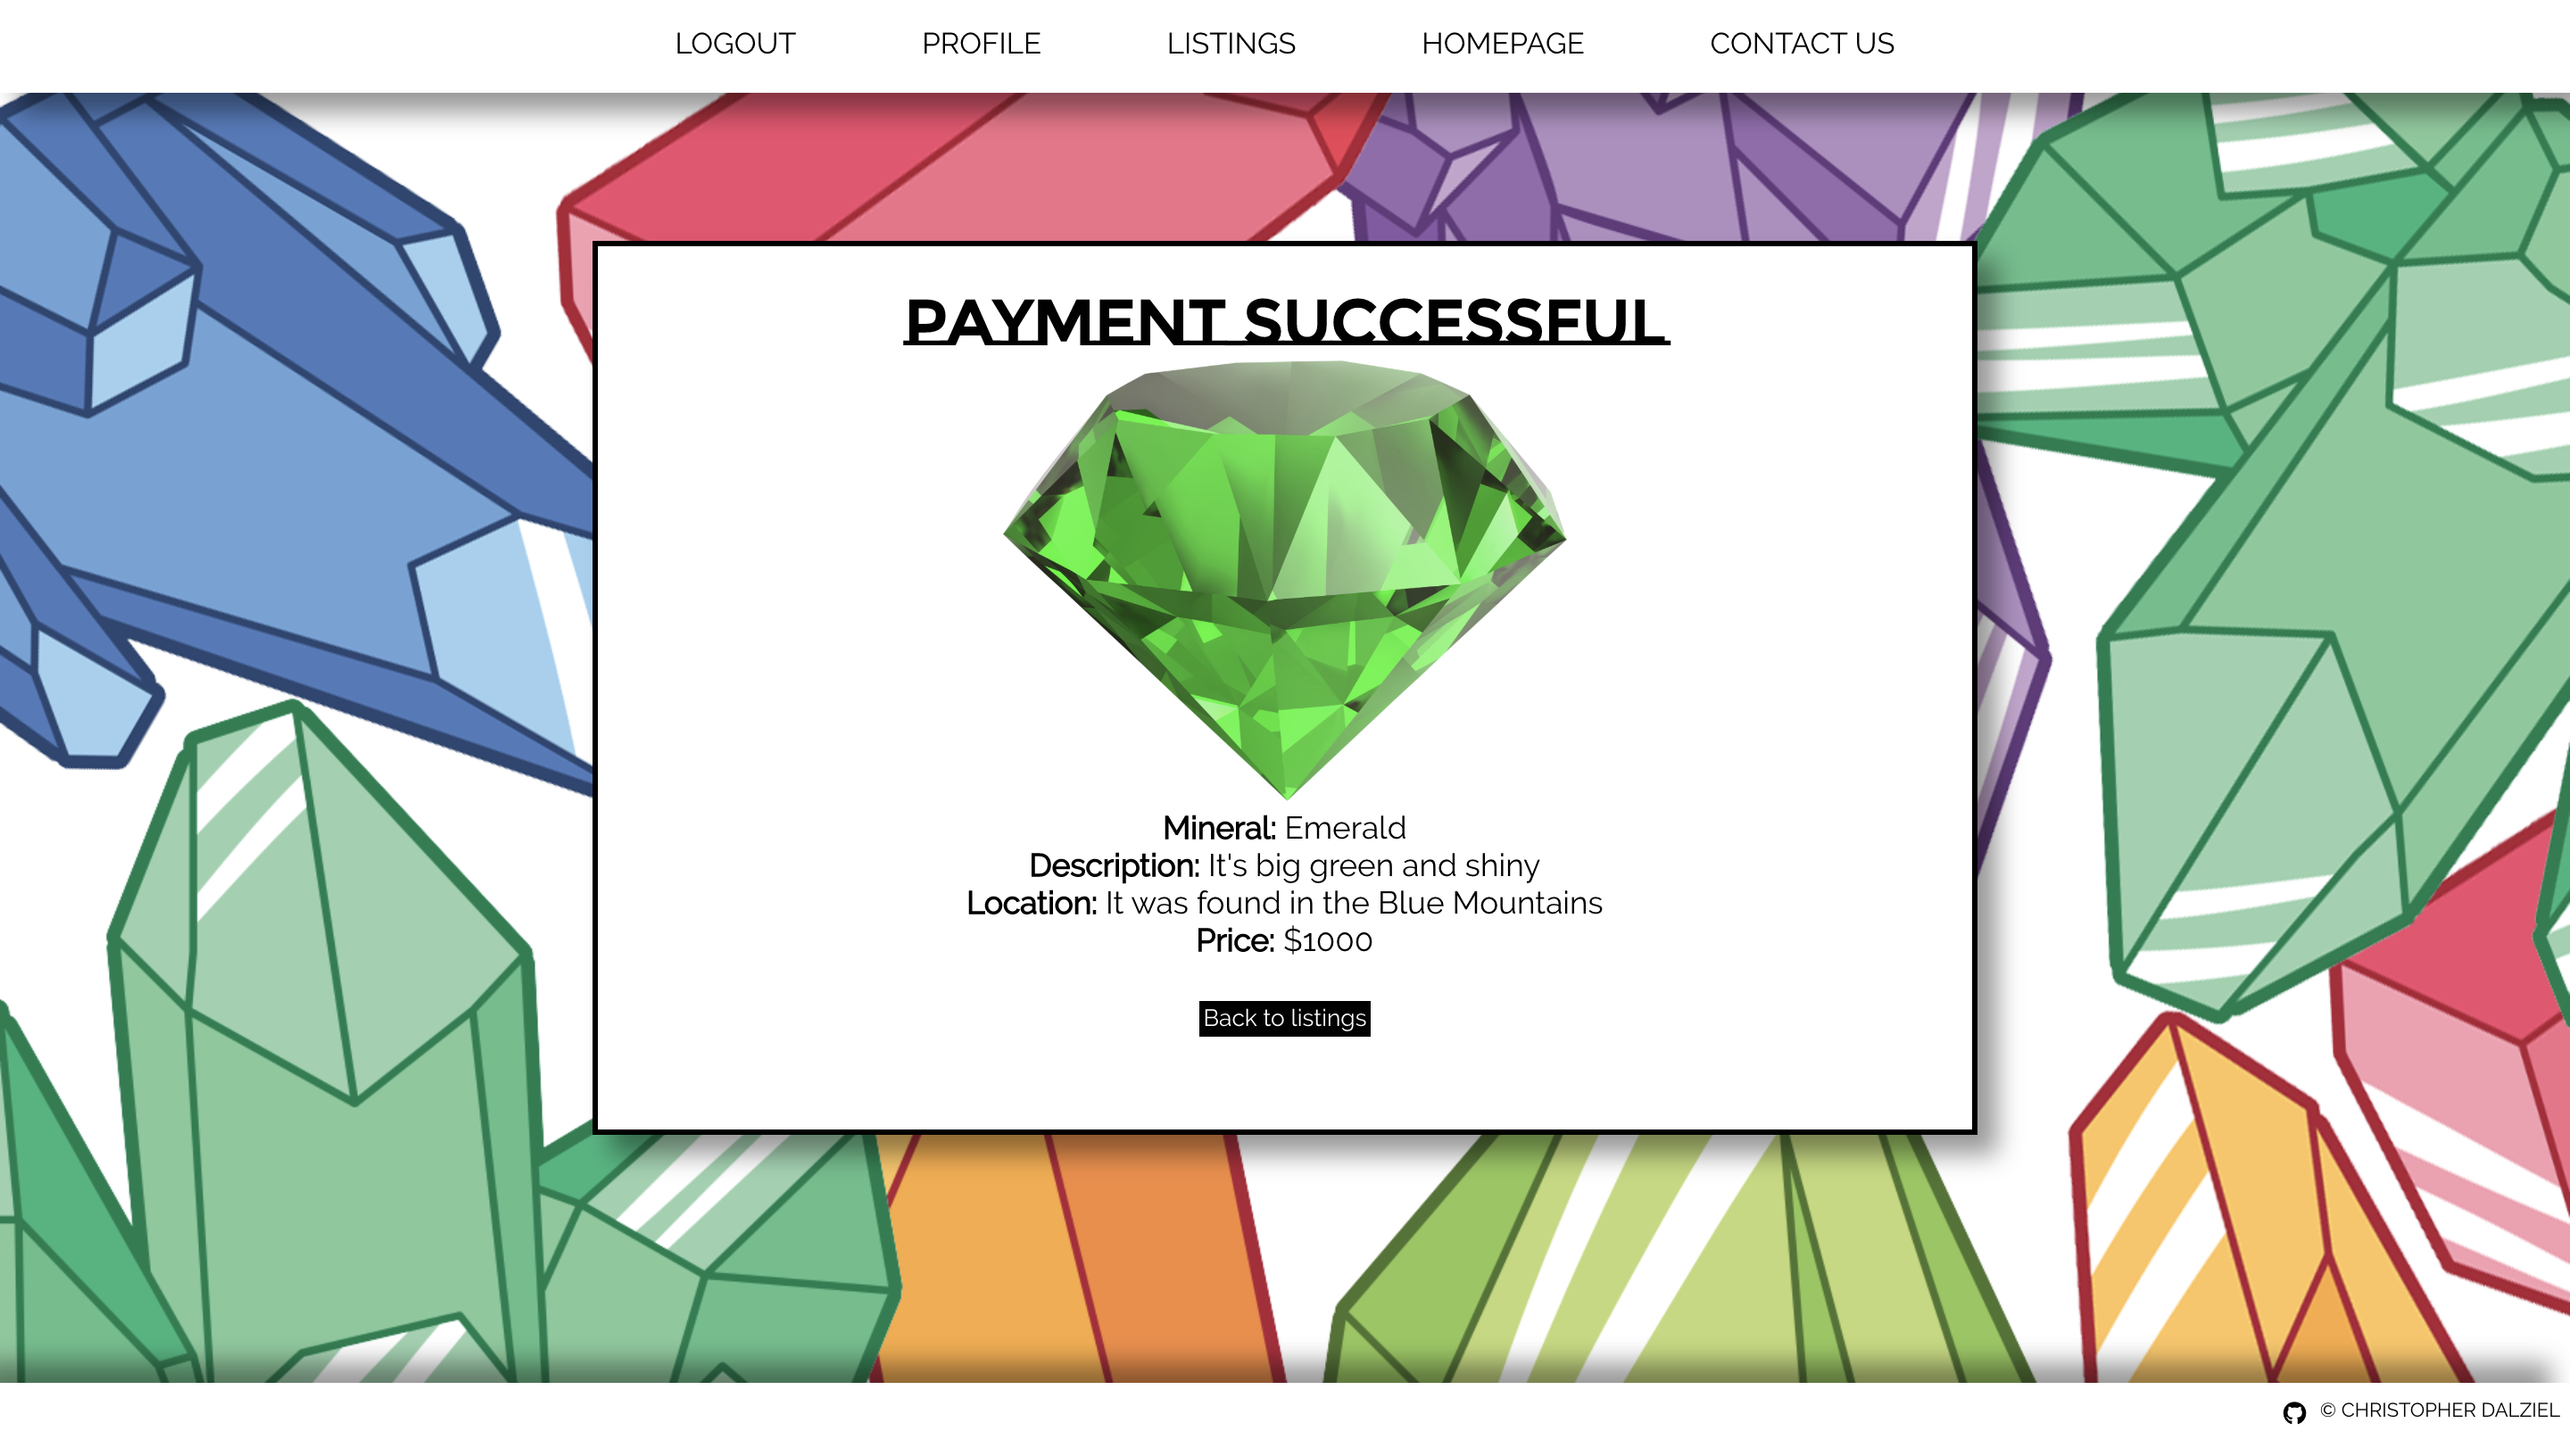 LOGOUT PROFILE LISTINGS HOMEPAGE CONTACT US
PAYMENT SUCCESSFUL
Mineral: Emerald
Description: It's big green and shiny
Location: It was found in the Blue Mountains
Price: $1000
Back to listings
© CHRISTOPHER DALZIEL